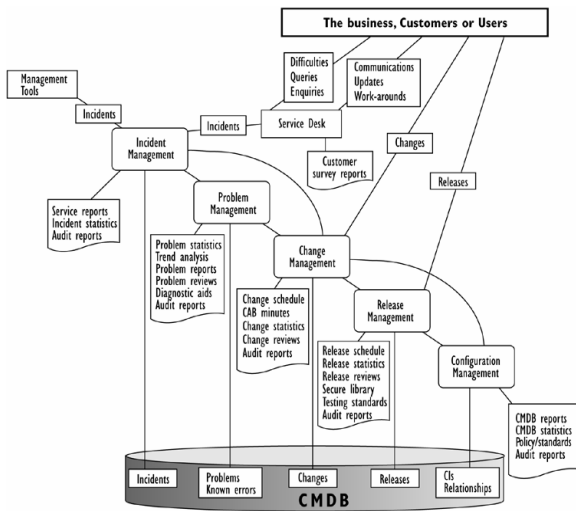 The business, Customers or Users
Difficulties
Queries
Enquiries
Communications
Updates
Work-arounds
Management
Tools
Incidents
Incidents
Service Desk
Incident
Management
Customer
survey reports
Changes
Releases
Service reports
Incident statistics
Audit reports
Problem
Management
Problem statistics
Trend analysis
Problem reports
Problem reviews
Diagnostic aids
Audit reports
Change
Management
Change schedule
CAB minutes
Change statistics
Change reviews
Audit reports
Release
Management
Release schedule
Release statistics
Release reviews
Secure library
Testing standards
Audit reports
Configuration
Management
CMDB reports
CMDB statistics
Policy/standards
Audit reports
Incidents
Problems
Known errors
Changes
Releases
CIs
Relationships
CMDB